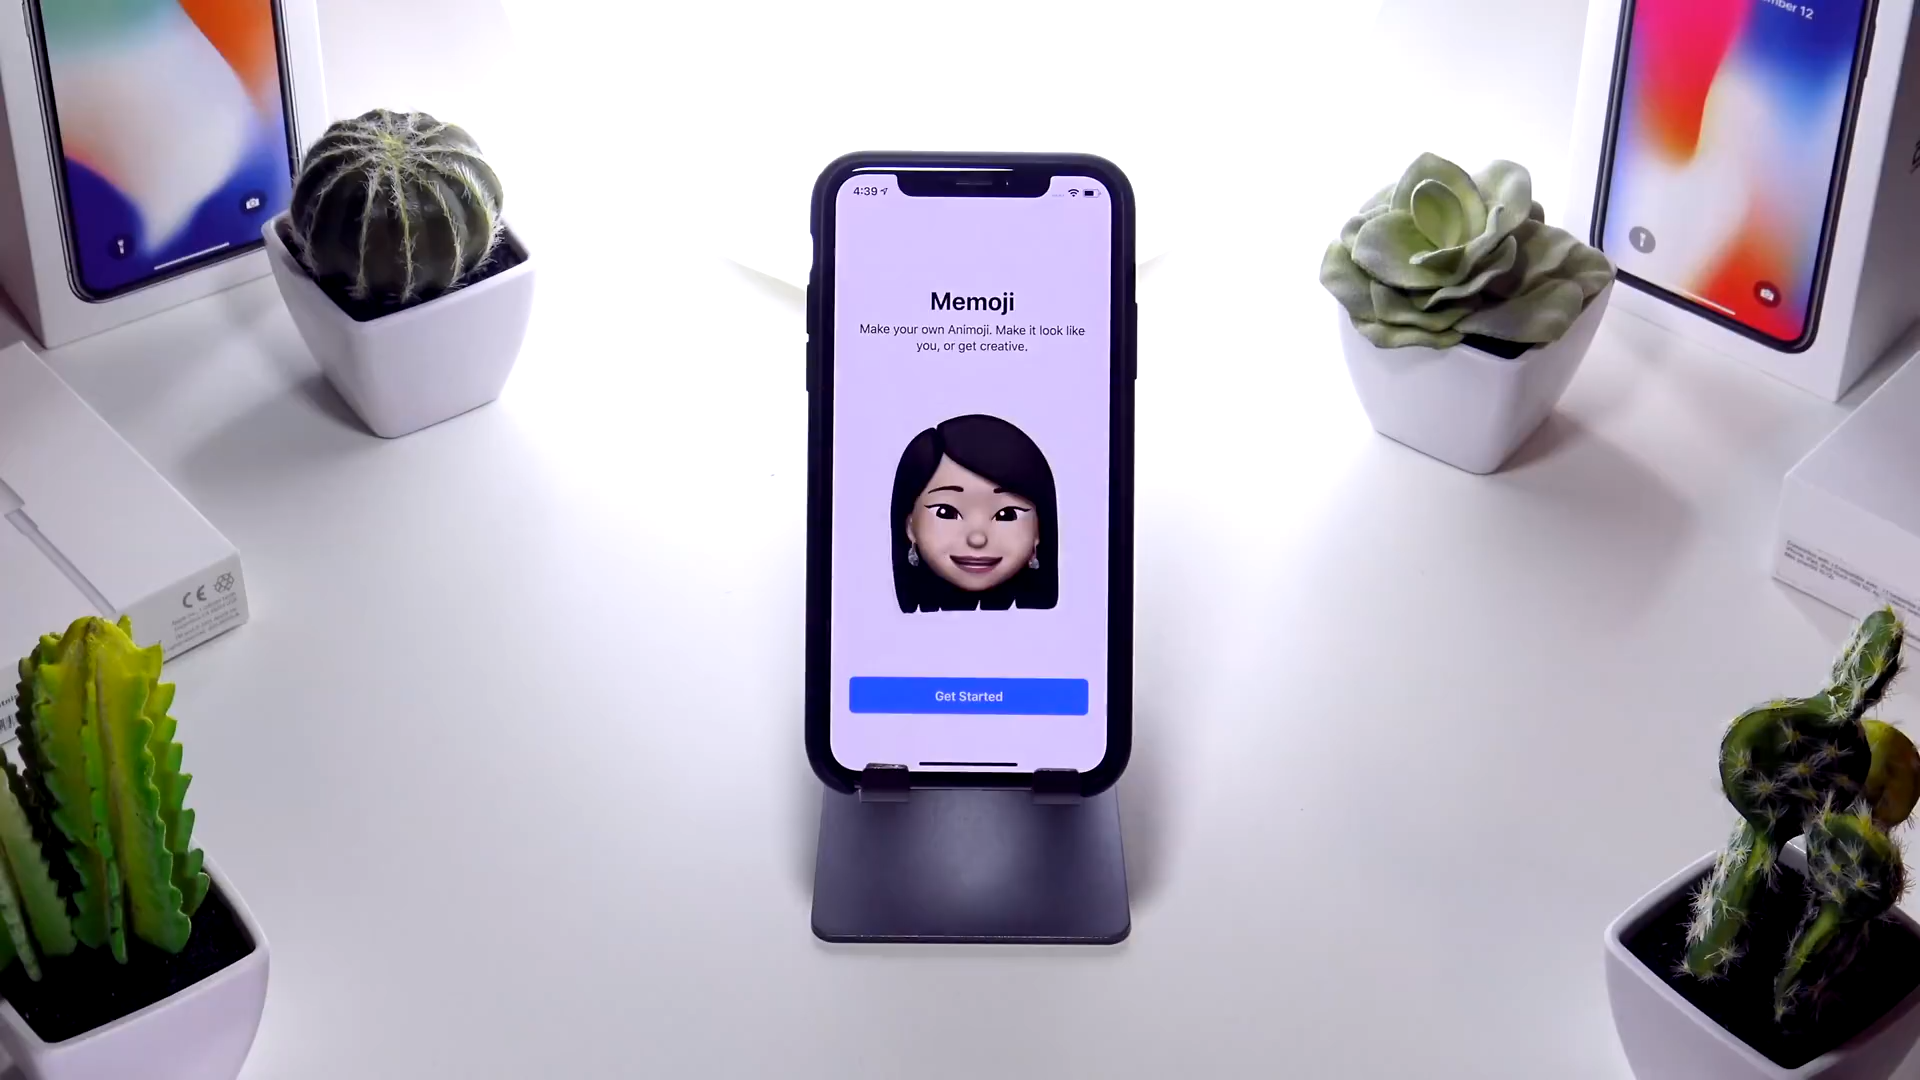 mber 12
4:39
Memoji
Make your own Animoji. Make it look like
you, or get creative.
Get Started
CE